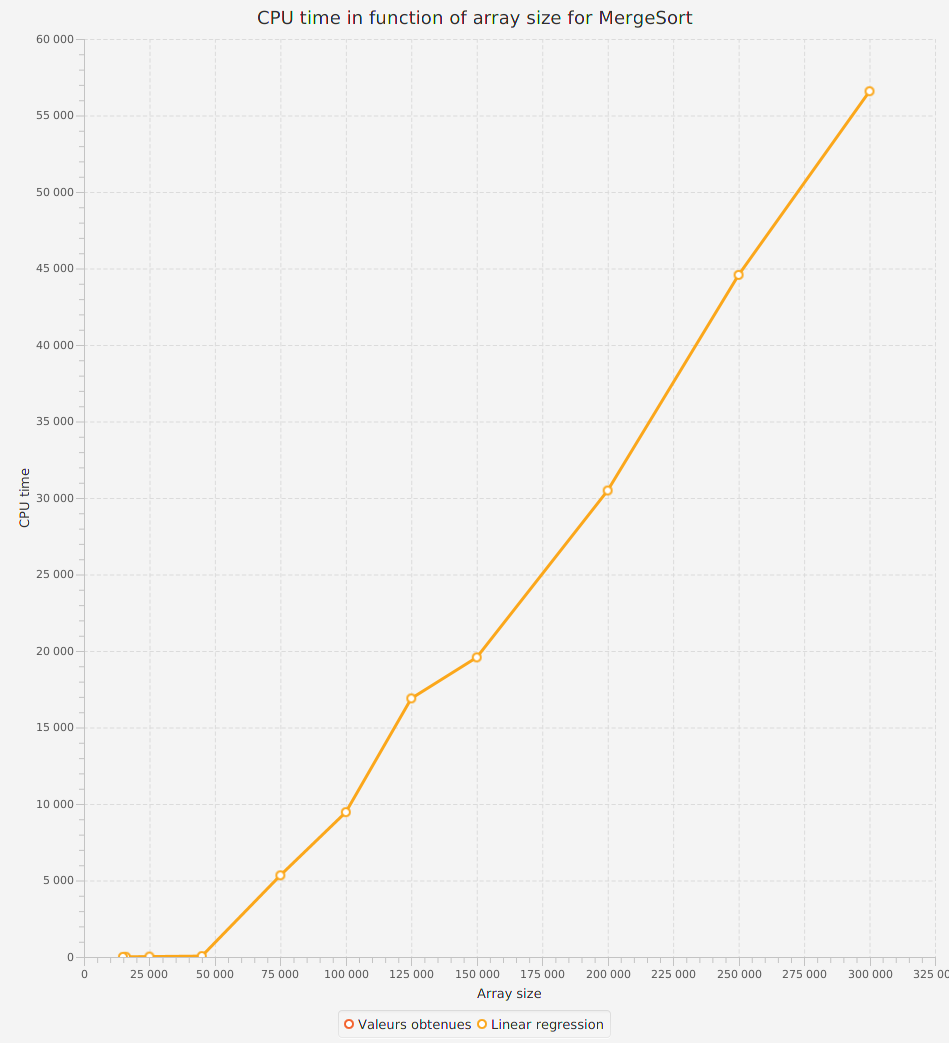 CPU time in function of array size for MergeSort
60 000
55 000
50 000
45 000
40 000
35 000
30 000
25 000
20 000
15 000
10 000
5 000
0
CPU time
0 25 000 50 000 75 000 100 000 125 000 150 000 175 000 200 000 225 000 250 000 275 000 300 000 325 0
Array size
Valeurs obtenues Linear regression